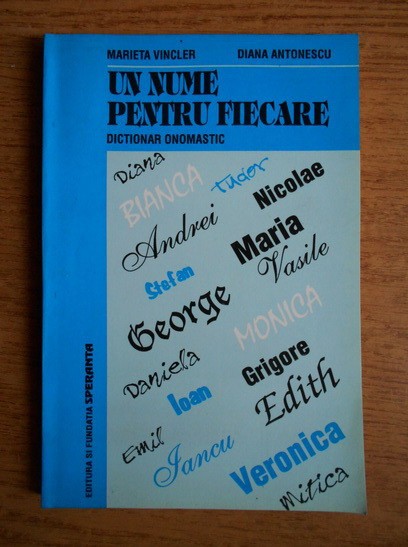 MARIETA VINCLER DIANA ANTONESCU
UN NUME
PENTRU FIECARE
DICTIONAR ONOMASTIC
Diana
BIANCA
Tudor
Nicolae
Andrei
Maria
Stefan
Vasile
George
MONICA
Daniela
Grigore
Ioan
Edith
Emil
Iancu
Veronica
Mitica
EDITURA SI FUNDATIA SPERANTA